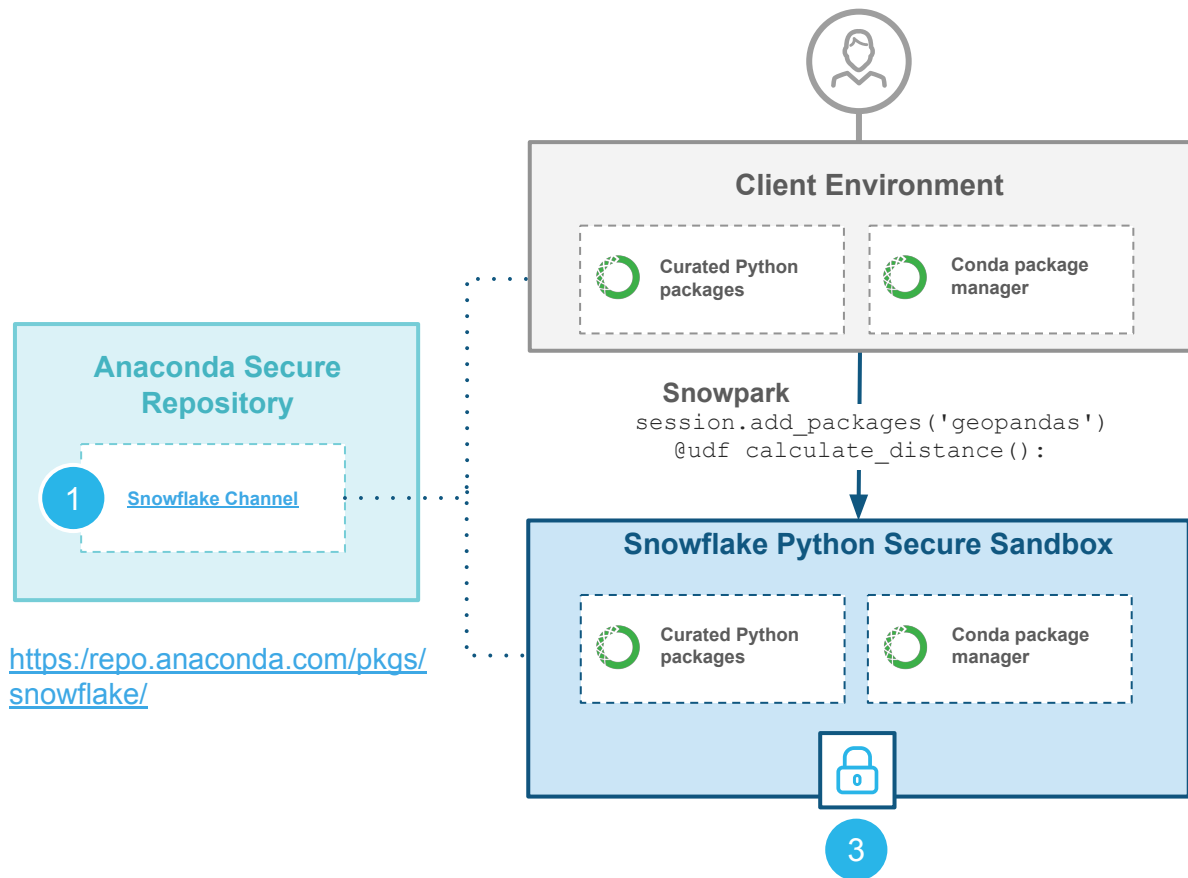 Client Environment
Curated Python
packages
Conda package
manager
Anaconda Secure
Repository
1
Snowflake Channel
https:/repo.anaconda.com/pkgs/
snowflake/
Snowpark
session.add_packages('geopandas')
@udf calculate_distance():
Snowflake Python Secure Sandbox
Curated Python
packages
Conda package
manager
3